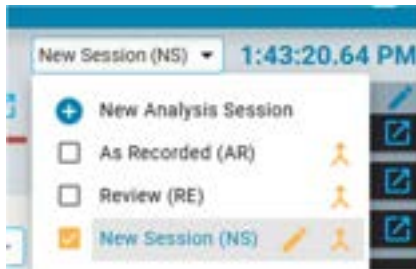 New Session (NS) 1:43:20.64 PM
New Analysis Session
As Recorded (AR)
Review (RE)
New Session (NS)